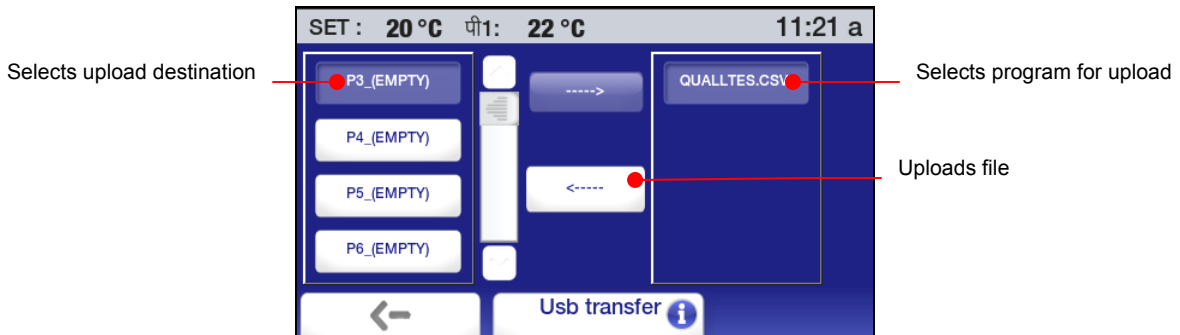 SET : 20 °C पी1: 22 °C 11:21 a
Selects upload destination
P3_(EMPTY)
----->
QUALLTES.CSV
Selects program for upload
P4_(EMPTY)
Uploads file
P5_(EMPTY)
<-----
P6_(EMPTY)
Usb transfer